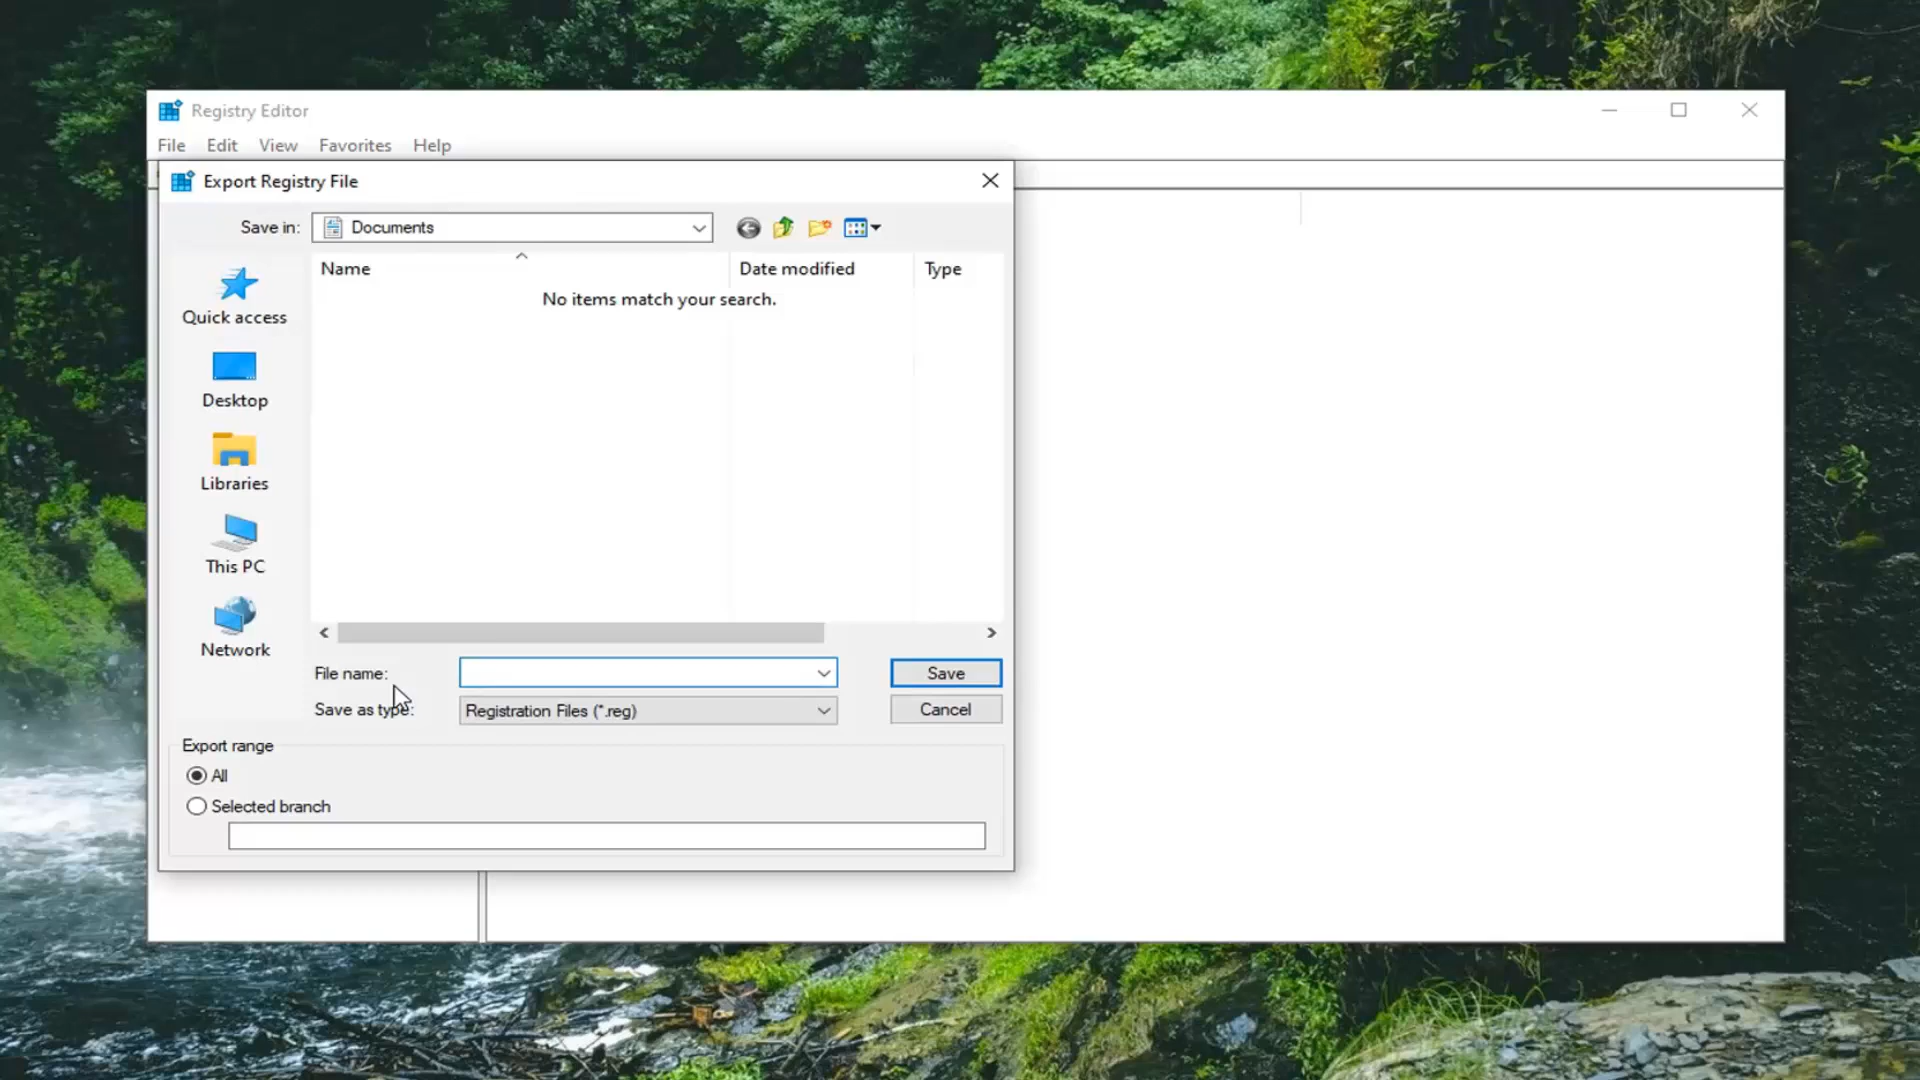 Registry Editor
File Edit View Favorites Help
Export Registry File
Save in: Documents
Name Date modified Type
No items match your search.
Quick access
Desktop
Libraries
This PC
Network
File name: Save
Save as type: Registration Files (*.reg) Cancel
Export range
All
Selected branch